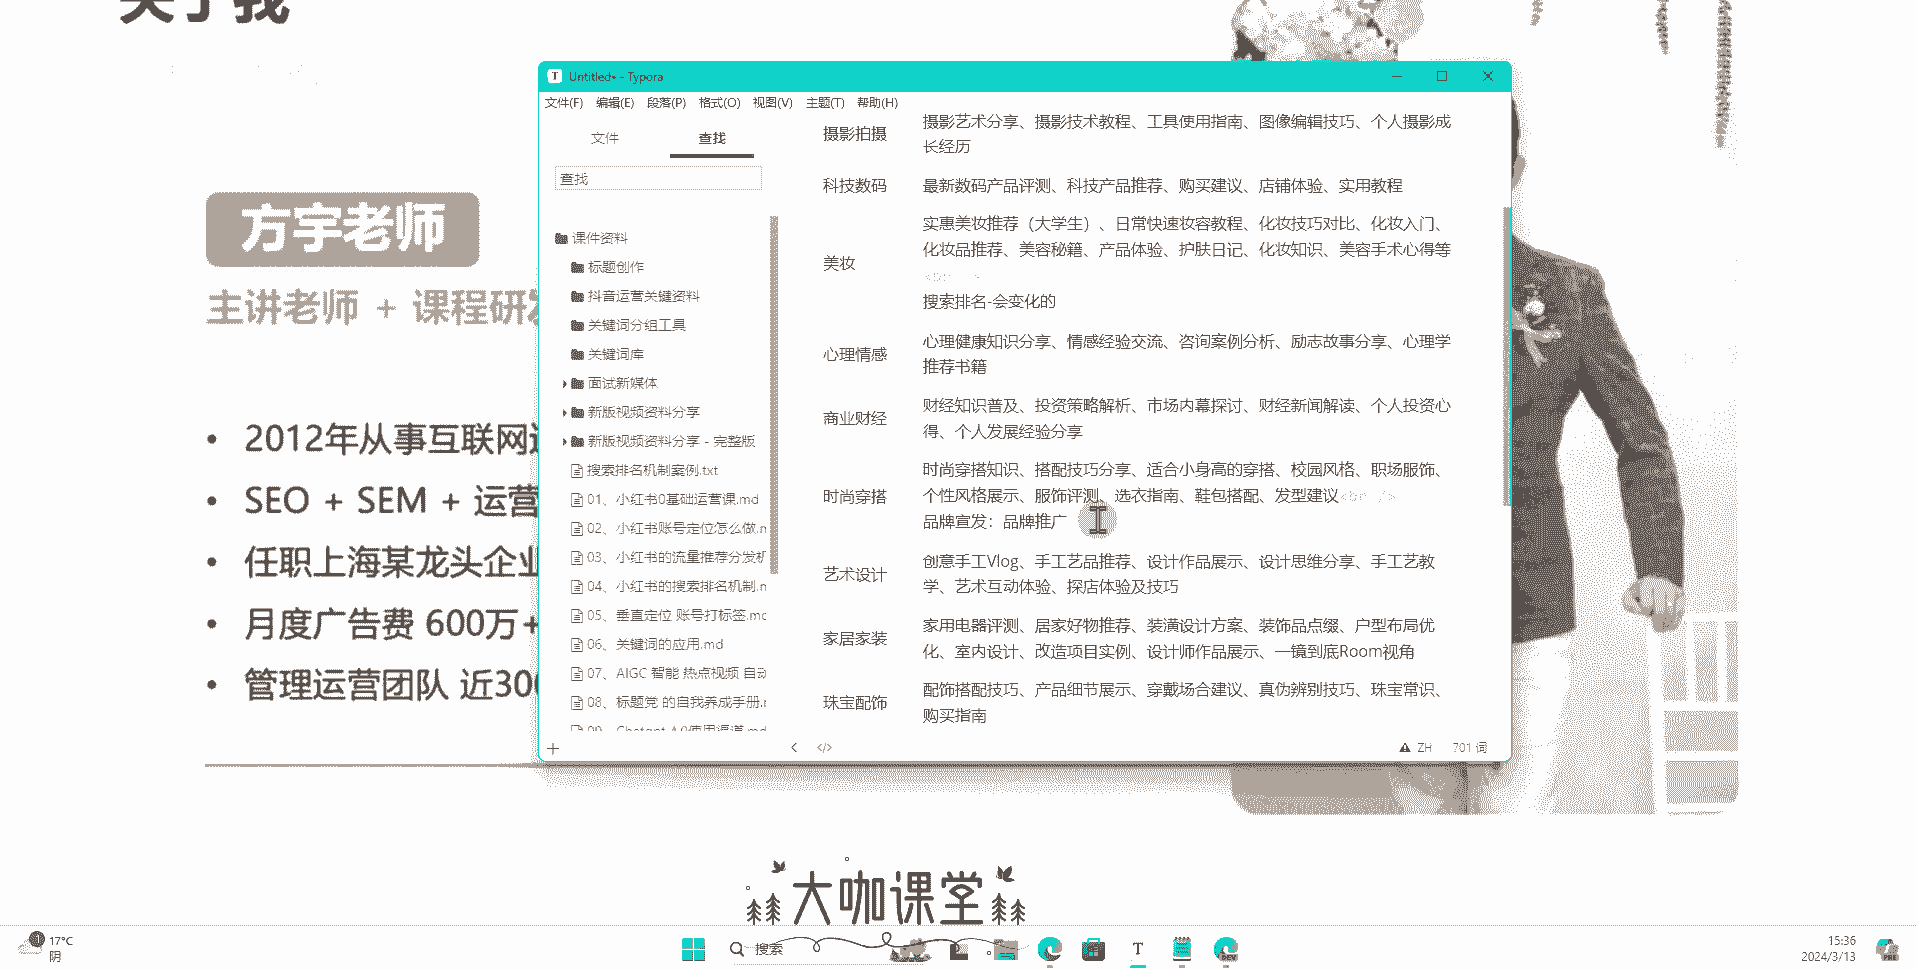 关于我
方宇老师
主讲老师 + 课程研发
2012年从事互联网运
SEO + SEM + 运营
任职上海某龙头企业
月度广告费 600万+
管理运营团队 近300
Untitled• - Typora
文件(F) 编辑(E) 段落(P) 格式(O) 视图(V) 主题(T) 帮助(H)
文件 查找
查找
课件资料
标题创作
抖音运营关键资料
关键词分组工具
关键词库
面试新媒体
新版视频资料分享
新版视频资料分享 - 完整版
搜索排名机制案例.txt
01、小红书0基础运营课.md
02、小红书账号定位怎么做.m
03、小红书的流量推荐分发机
04、小红书的搜索排名机制.m
05、垂直定位 账号打标签.md
06、关键词的应用.md
07、AIGC 智能 热点视频 自动
08、标题党 的自我养成手册.m
09、Chatgpt 4.0使用渠道.md
摄影拍摄
摄影艺术分享、摄影技术教程、工具使用指南、图像编辑技巧、个人摄影成
长经历
科技数码
最新数码产品评测、科技产品推荐、购买建议、店铺体验、实用教程
美妆
实惠美妆推荐（大学生）、日常快速妆容教程、化妆技巧对比、化妆入门、
化妆品推荐、美容秘籍、产品体验、护肤日记、化妆知识、美容手术心得等
搜索排名-会变化的
心理情感
心理健康知识分享、情感经验交流、咨询案例分析、励志故事分享、心理学
推荐书籍
商业财经
财经知识普及、投资策略解析、市场内幕探讨、财经新闻解读、个人投资心
得、个人发展经验分享
时尚穿搭
时尚穿搭知识、搭配技巧分享、适合小身高的穿搭、校园风格、职场服饰、
个性风格展示、服饰评测、选衣指南、鞋包搭配、发型建议<br />
品牌宣发：品牌推广
艺术设计
创意手工Vlog、手工艺品推荐、设计作品展示、设计思维分享、手工艺教
学、艺术互动体验、探店体验及技巧
家居家装
家用电器评测、居家好物推荐、装潢设计方案、装饰品点缀、户型布局优
化、室内设计、改造项目实例、设计师作品展示、一镜到底Room视角
珠宝配饰
配饰搭配技巧、产品细节展示、穿戴场合建议、真伪辨别技巧、珠宝常识、
购买指南
ZH 701 词
大咖课堂
1
17°C
阴
搜索
T
DEV
15:36
2024/3/13
PRE